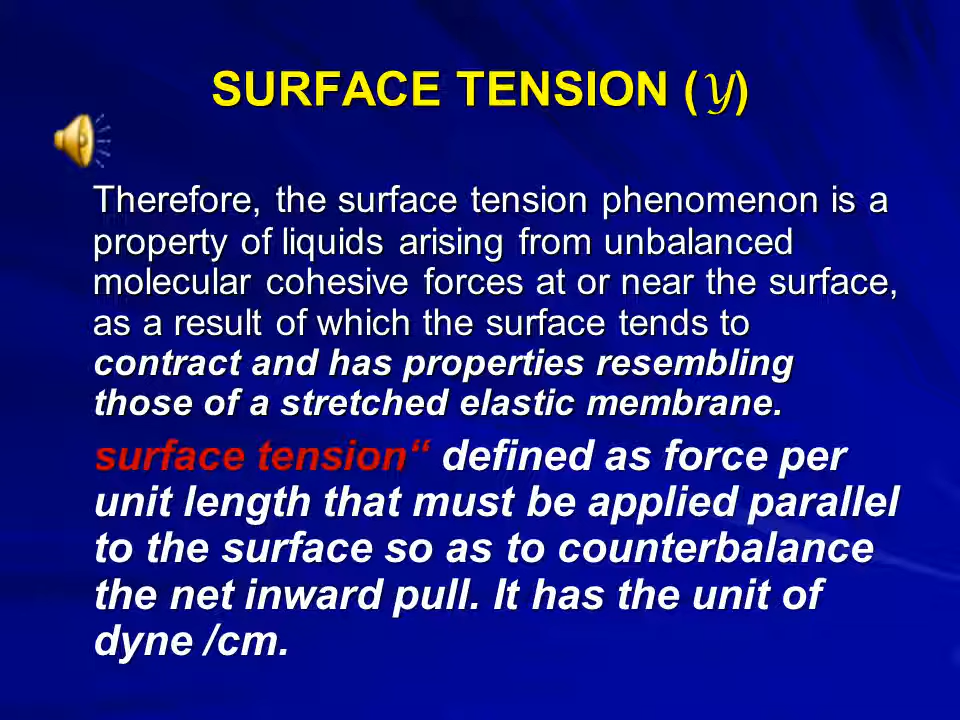 SURFACE TENSION (y)
Therefore, the surface tension phenomenon is a
property of liquids arising from unbalanced
molecular cohesive forces at or near the surface,
as a result of which the surface tends to
contract and has properties resembling
those of a stretched elastic membrane.
surface tension“ defined as force per
unit length that must be applied parallel
to the surface so as to counterbalance
the net inward pull. It has the unit of
dyne /cm.